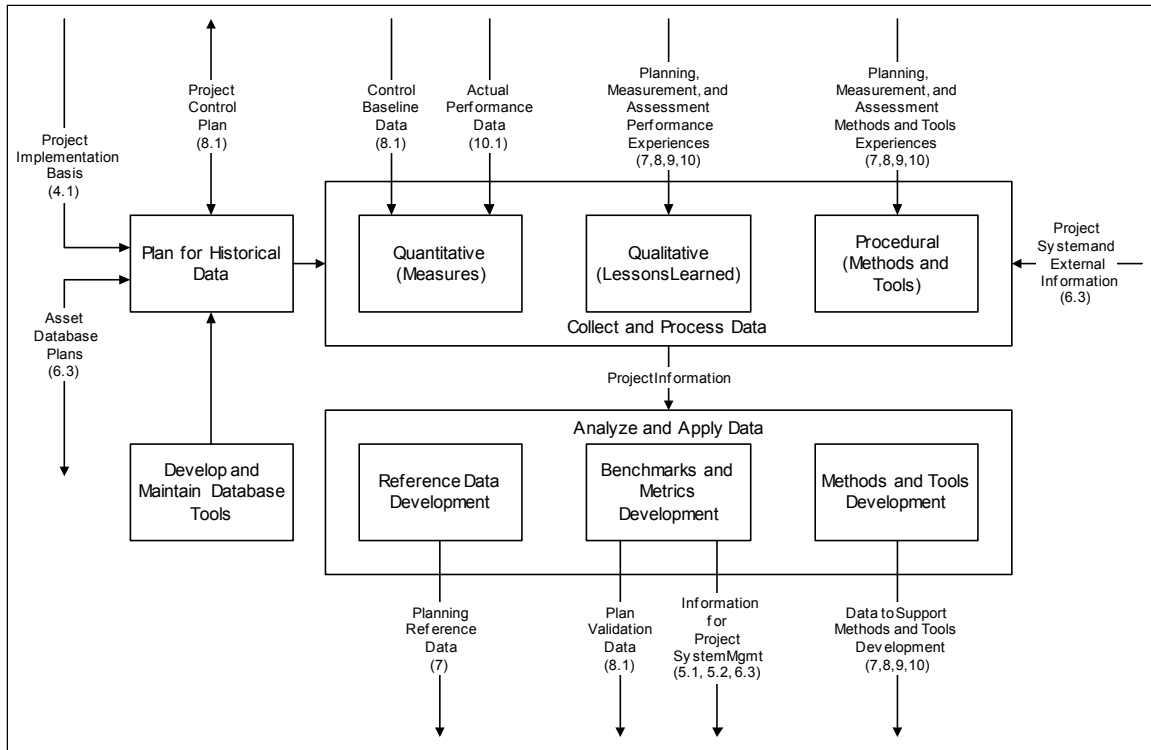 Project
Control
Plan
(8.1)
Control
Baseline
Data
(8.1)
Actual
Performance
Data
(10.1)
Planning,
Measurement, and
Assessment
Performance
Experiences
(7,8,9,10)
Planning,
Measurement, and
Assessment
Methods and Tools
Experiences
(7,8,9,10)
Project
Implementation
Basis
(4.1)
Plan for Historical
Data
Quantitative
(Measures)
Qualitative
(LessonsLearned)
Procedural
(Methods and
Tools)
Collect and Process Data
Project
Systemand
External
Information
(6.3)
Asset
Database
Plans
(6.3)
ProjectInformation
Analyze and Apply Data
Develop and
Maintain Database
Tools
Reference Data
Development
Benchmarks and
Metrics
Development
Methods and Tools
Development
Planning
Reference
Data
(7)
Plan
Validation
Data
(8.1)
Information
for
Project
SystemMgmt
(5.1, 5.2, 6.3)
Data to Support
Methods and Tools
Development
(7,8,9,10)